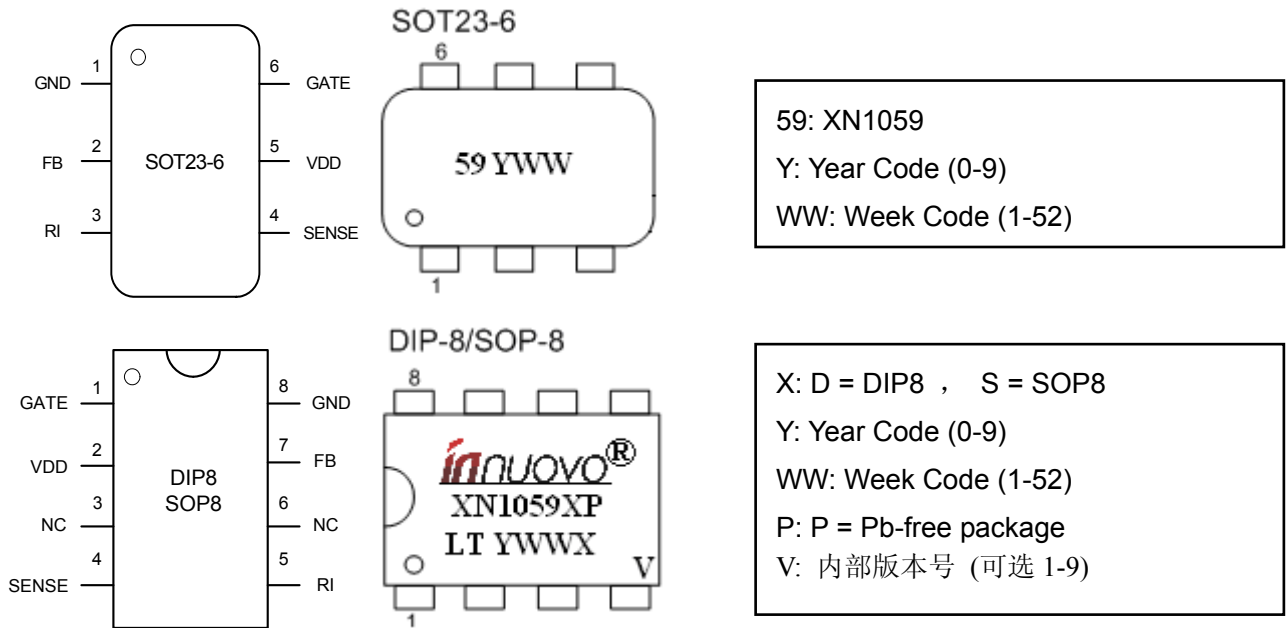 SOT23-6
1
GND
6
GATE
2
FB
SOT23-6
5
VDD
3
RI
4
SENSE
6
59 YWW
1
59: XN1059
Y: Year Code (0-9)
WW: Week Code (1-52)
DIP-8/SOP-8
1
GATE
8
GND
2
VDD
7
FB
DIP8
SOP8
3
NC
6
NC
4
SENSE
5
RI
8
innuovo®
XN1059XP
LT YWWX
V
1
X: D = DIP8 ， S = SOP8
Y: Year Code (0-9)
WW: Week Code (1-52)
P: P = Pb-free package
V: 内部版本号 (可选 1-9)